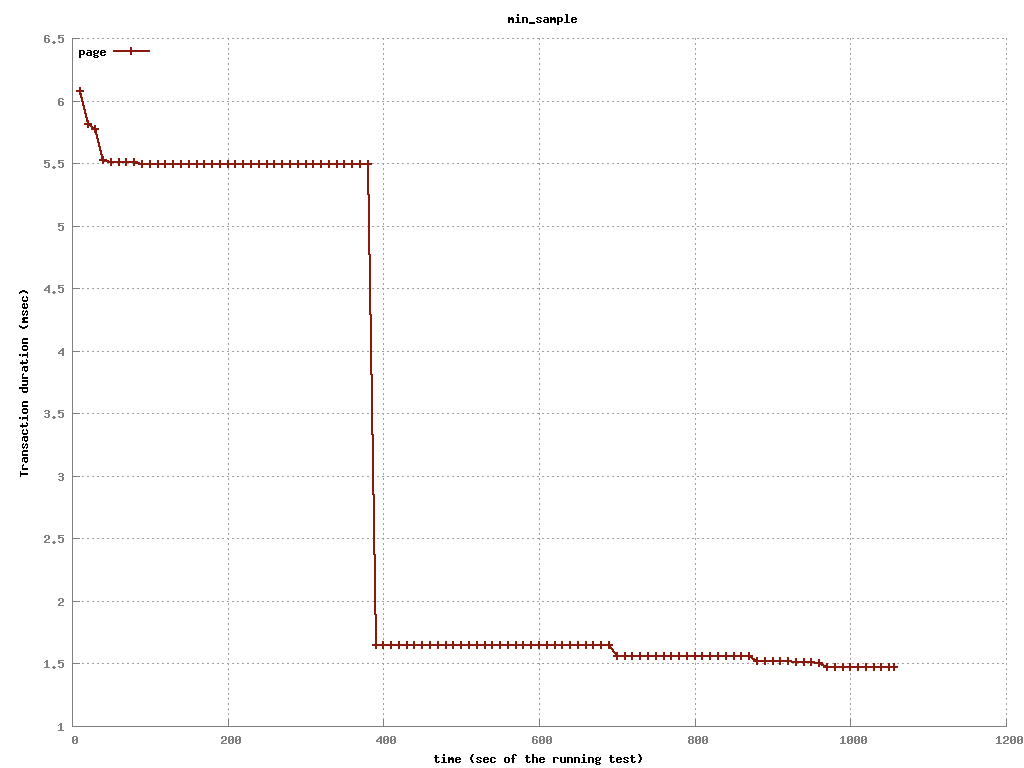 min_sample
page
6.5
6
5.5
5
4.5
4
3.5
3
2.5
2
1.5
1
Transaction duration (msec)
0 200 400 600 800 1000 1200
time (sec of the running test)